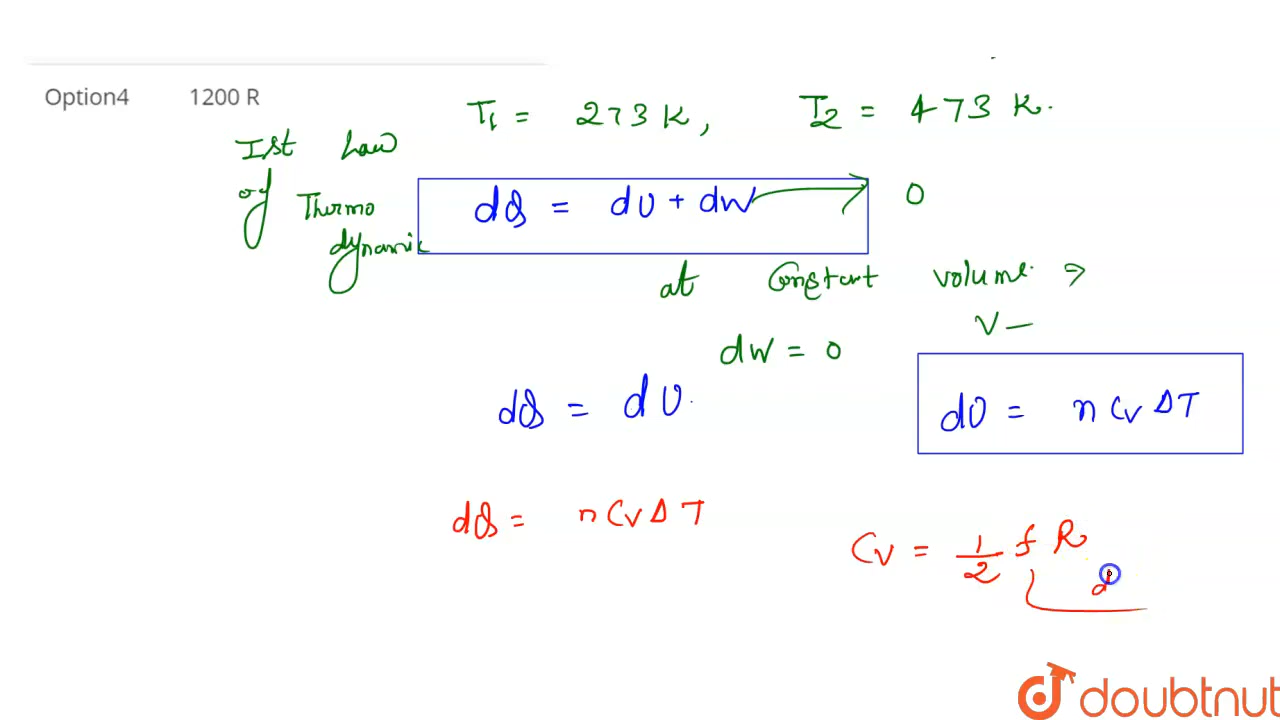 Option4 1200 R
T1 = 273 K, T2 = 473 K.
Ist Law
of Thermo
dynamic
dQ = dU + dW → 0
at Constant volume ⇒
V —
dW = 0
dQ = dU.
dU = n Cv ΔT
dQ = n Cv ΔT
Cv = 1/2 f R
d
doubtnut